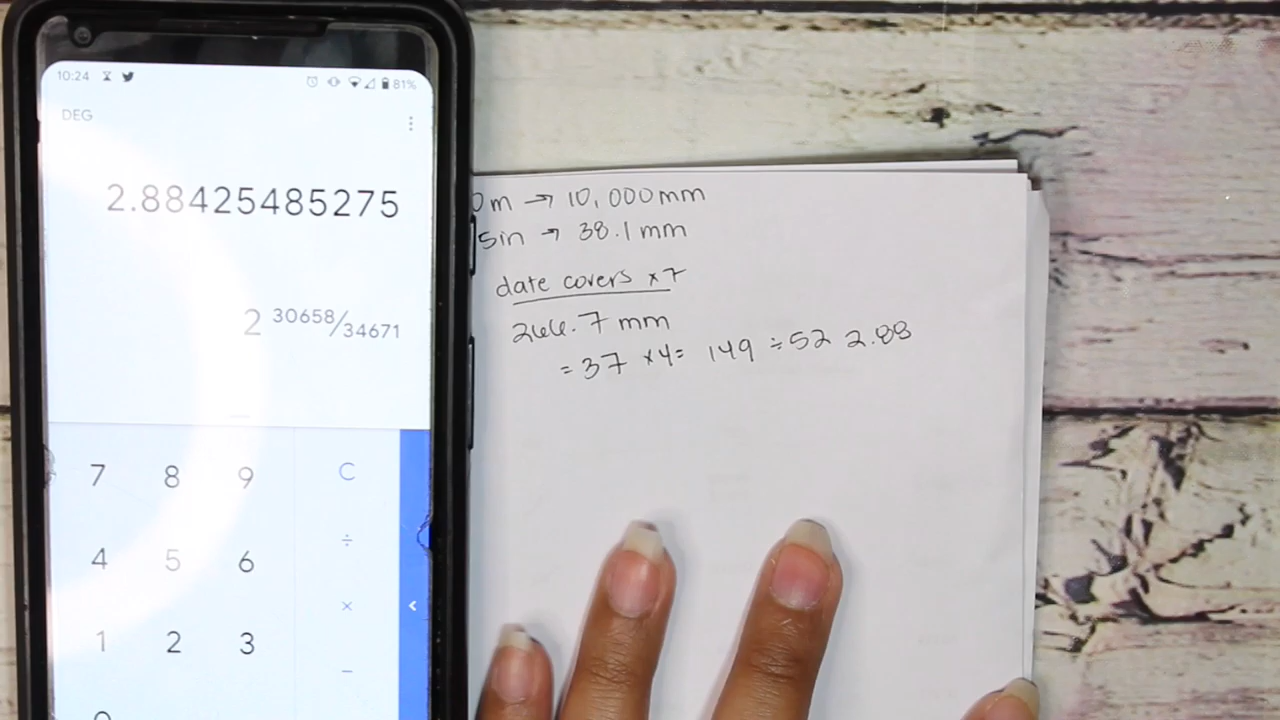 10:24
81%
DEG
2.88425485275
2 30658/34671
7 8 9 C
4 5 6 ÷
1 2 3 ×
−
0m → 10,000mm
5in → 38.1mm
date covers x7
266.7 mm
= 37 x4= 149 ÷52 2.88